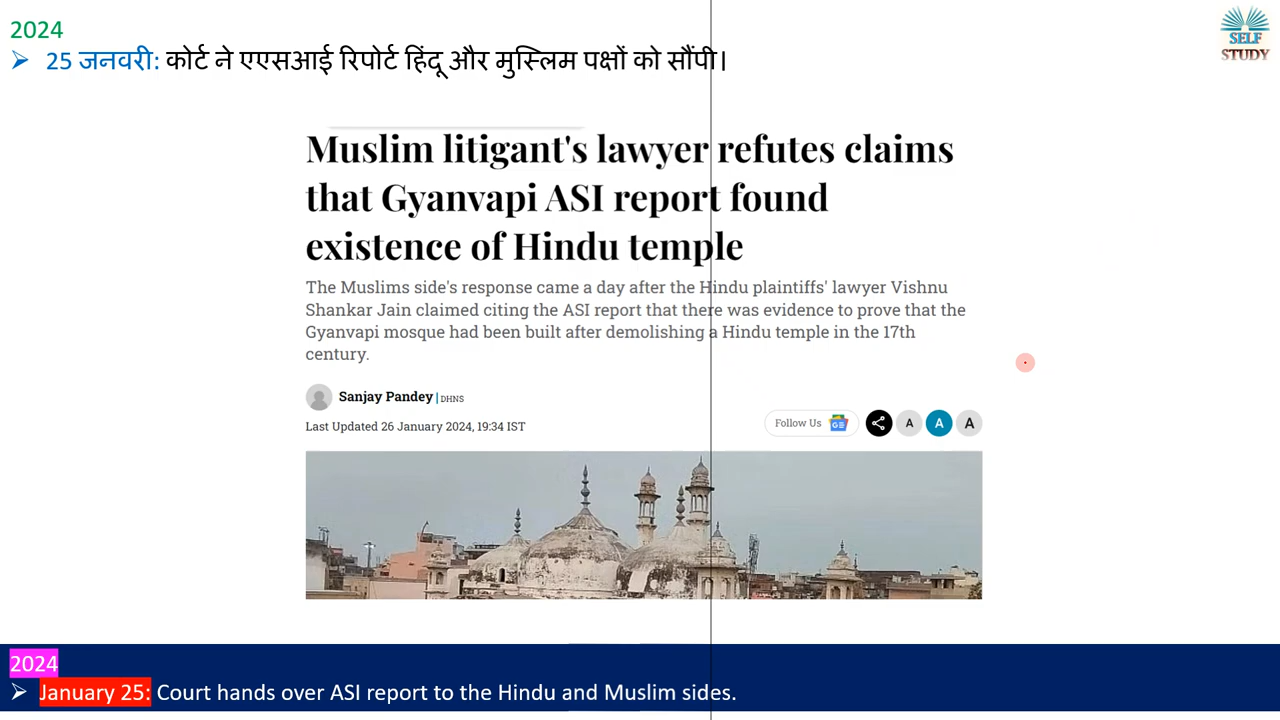 2024
➤ 25 जनवरी: कोर्ट ने एएसआई रिपोर्ट हिंदू और मुस्लिम पक्षों को सौंपी।
SELF
STUDY
Muslim litigant's lawyer refutes claims
that Gyanvapi ASI report found
existence of Hindu temple
The Muslims side's response came a day after the Hindu plaintiffs' lawyer Vishnu
Shankar Jain claimed citing the ASI report that there was evidence to prove that the
Gyanvapi mosque had been built after demolishing a Hindu temple in the 17th
century.
Sanjay Pandey | DHNS
Last Updated 26 January 2024, 19:34 IST
Follow Us GE A A A
2024
➤ January 25: Court hands over ASI report to the Hindu and Muslim sides.